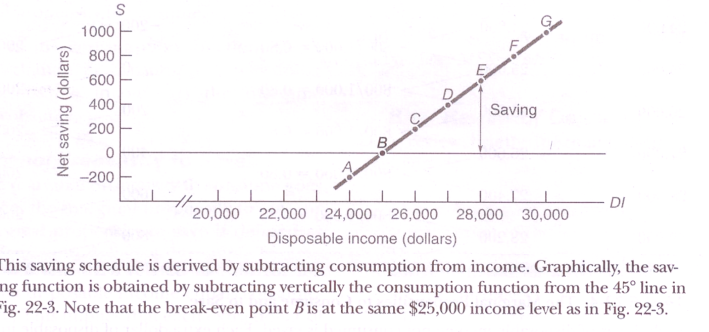 S
1000
800
600
400
200
0
–200
Net saving (dollars)
A
B
C
D
E
F
G
Saving
DI
20,000 22,000 24,000 26,000 28,000 30,000
Disposable income (dollars)
This saving schedule is derived by subtracting consumption from income. Graphically, the sav-
ng function is obtained by subtracting vertically the consumption function from the 45° line in
Fig. 22-3. Note that the break-even point B is at the same $25,000 income level as in Fig. 22-3.